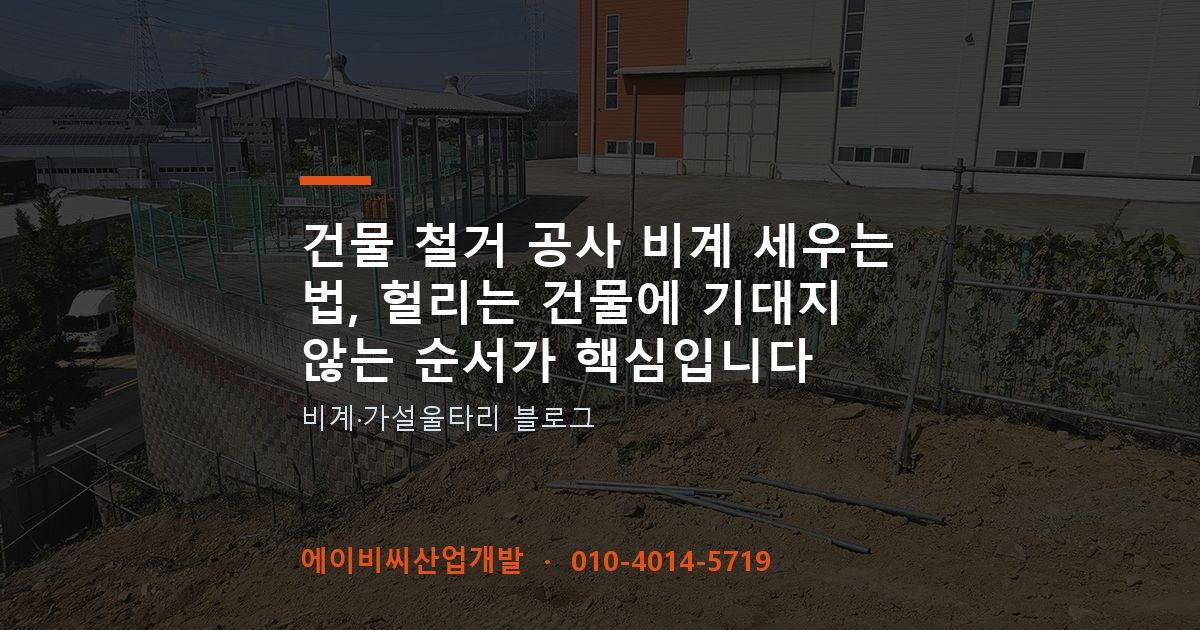 건물 철거 공사 비계 세우는
법, 헐리는 건물에 기대지
않는 순서가 핵심입니다
비계·가설울타리 블로그
에이비씨산업개발 · 010-4014-5719